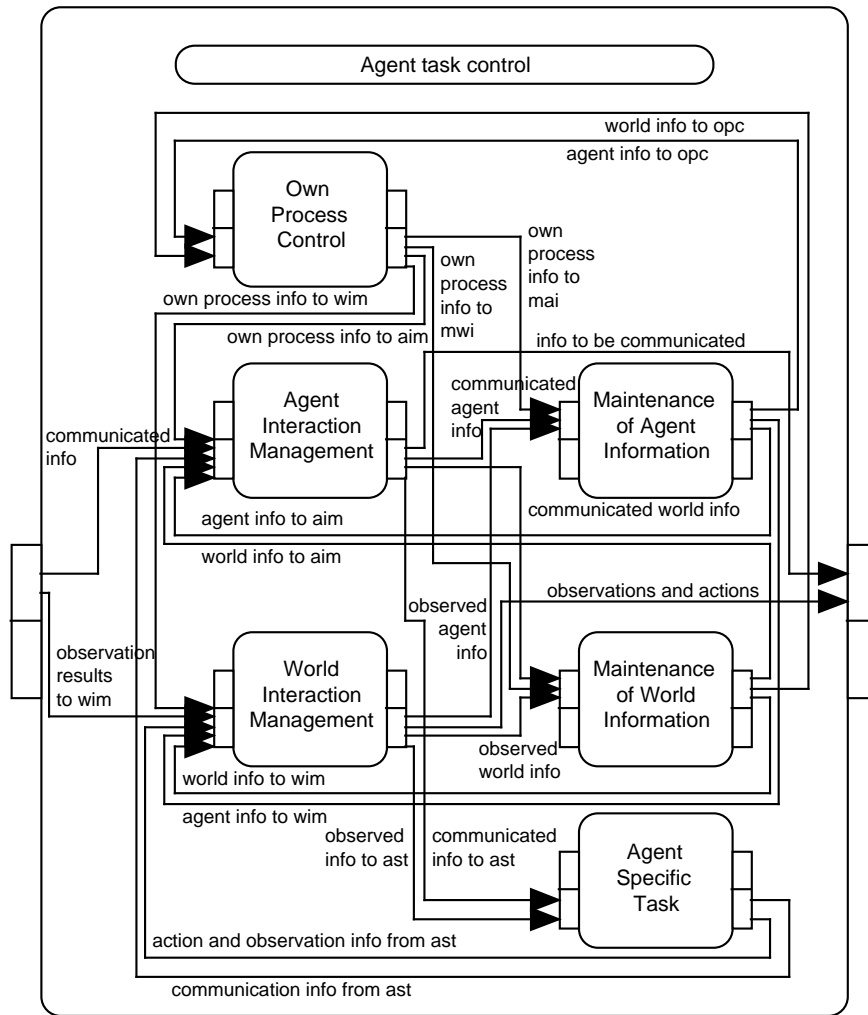 Agent task control
world info to opc
agent info to opc
Own
Process
Control
own
process
info to
mai
own
process
info to
mwi
own process info to wim
own process info to aim
info to be communicated
Agent
Interaction
Management
communicated
agent
info
Maintenance
of Agent
Information
communicated
info
agent info to aim
communicated world info
world info to aim
observations and actions
observed
agent
info
observation
results
to wim
World
Interaction
Management
Maintenance
of World
Information
observed
world info
world info to wim
agent info to wim
observed
info to ast
communicated
info to ast
Agent
Specific
Task
action and observation info from ast
communication info from ast